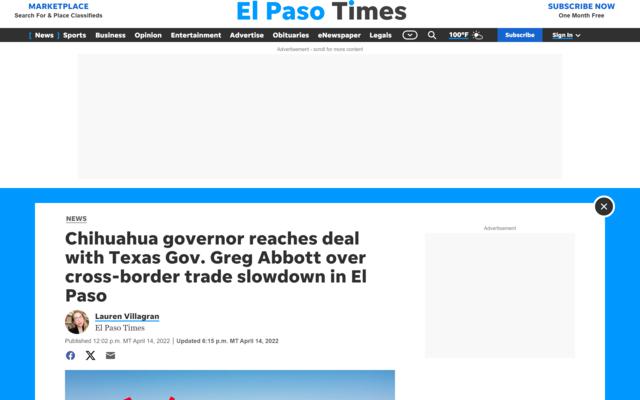 MARKETPLACE
Search For & Place Classifieds
El Paso Times
SUBSCRIBE NOW
One Month Free
[ News ] Sports Business Opinion Entertainment Advertise Obituaries eNewspaper Legals 100°F Subscribe Sign In
Advertisement - scroll for more content
NEWS
Chihuahua governor reaches deal
with Texas Gov. Greg Abbott over
cross-border trade slowdown in El
Paso
Lauren Villagran
El Paso Times
Published 12:02 p.m. MT April 14, 2022 | Updated 6:15 p.m. MT April 14, 2022
Advertisement